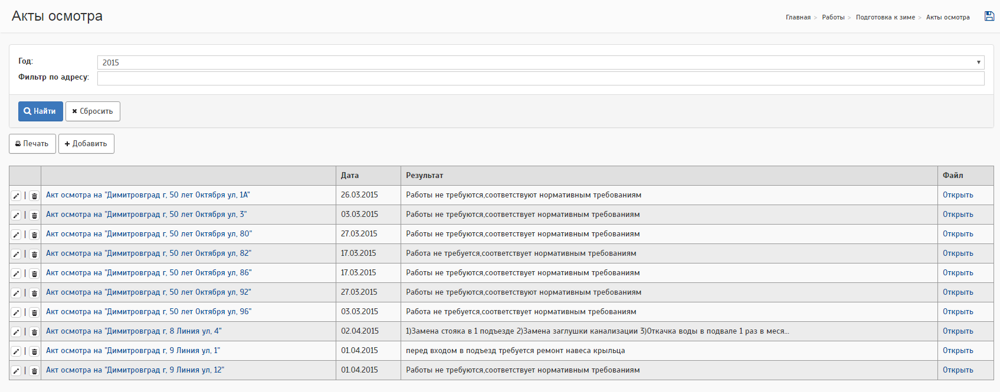 Акты осмотра
Главная > Работы > Подготовка к зиме > Акты осмотра
Год: 2015
Фильтр по адресу:
Найти Сбросить
Печать Добавить
Дата Результат Файл
Акт осмотра на "Димитровград г, 50 лет Октября ул, 1А" 26.03.2015 Работы не требуются,соответствуют нормативным требованиям Открыть
Акт осмотра на "Димитровград г, 50 лет Октября ул, 3" 03.03.2015 Работы не требуются,соответствует нормативным требованиям Открыть
Акт осмотра на "Димитровград г, 50 лет Октября ул, 80" 27.03.2015 Работы не требуются,соответствует нормативным требованиям Открыть
Акт осмотра на "Димитровград г, 50 лет Октября ул, 82" 17.03.2015 Работа не требуется,соответствует нормативным требованиям Открыть
Акт осмотра на "Димитровград г, 50 лет Октября ул, 86" 17.03.2015 Работы не требуются,соответствует нормативным требованиям Открыть
Акт осмотра на "Димитровград г, 50 лет Октября ул, 92" 27.03.2015 Работы не требуются,соответствуют нормативным требованиям Открыть
Акт осмотра на "Димитровград г, 50 лет Октября ул, 96" 03.03.2015 Работа не требуется,соответствует нормативным требованиям Открыть
Акт осмотра на "Димитровград г, 8 Линия ул, 4" 02.04.2015 1)Замена стояка в 1 подъезде 2)Замена заглушки канализации 3)Откачка воды в подвале 1 раз в меся... Открыть
Акт осмотра на "Димитровград г, 9 Линия ул, 1" 01.04.2015 перед входом в подъезд требуется ремонт навеса крыльца Открыть
Акт осмотра на "Димитровград г, 9 Линия ул, 12" 01.04.2015 Работы не требуются,соответствует нормативным требованиям Открыть